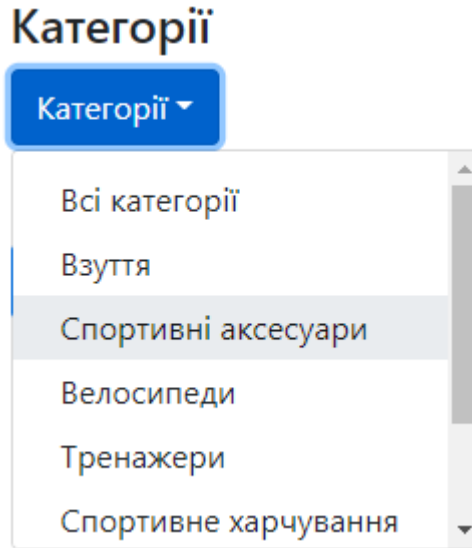 Категорії
Категорії
Всі категорії
Взуття
Спортивні аксесуари
Велосипеди
Тренажери
Спортивне харчування